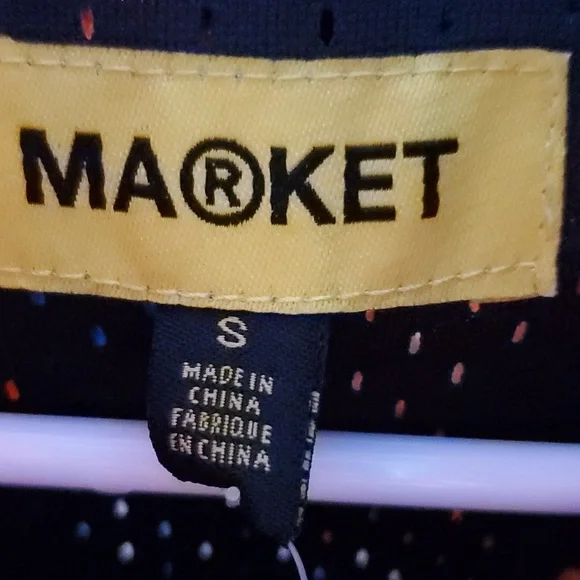 MA®KET
S
MADE IN
CHINA
FABRIQUE
EN CHINA